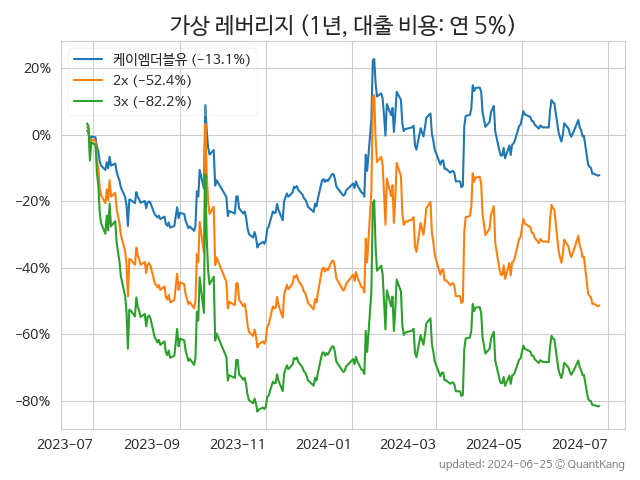 가상 레버리지 (1년, 대출 비용: 연 5%)
케이엠더블유 (−13.1%)
2x (−52.4%)
3x (−82.2%)
20%
0%
−20%
−40%
−60%
−80%
2023-07 2023-09 2023-11 2024-01 2024-03 2024-05 2024-07
updated: 2024-06-25 © QuantKang